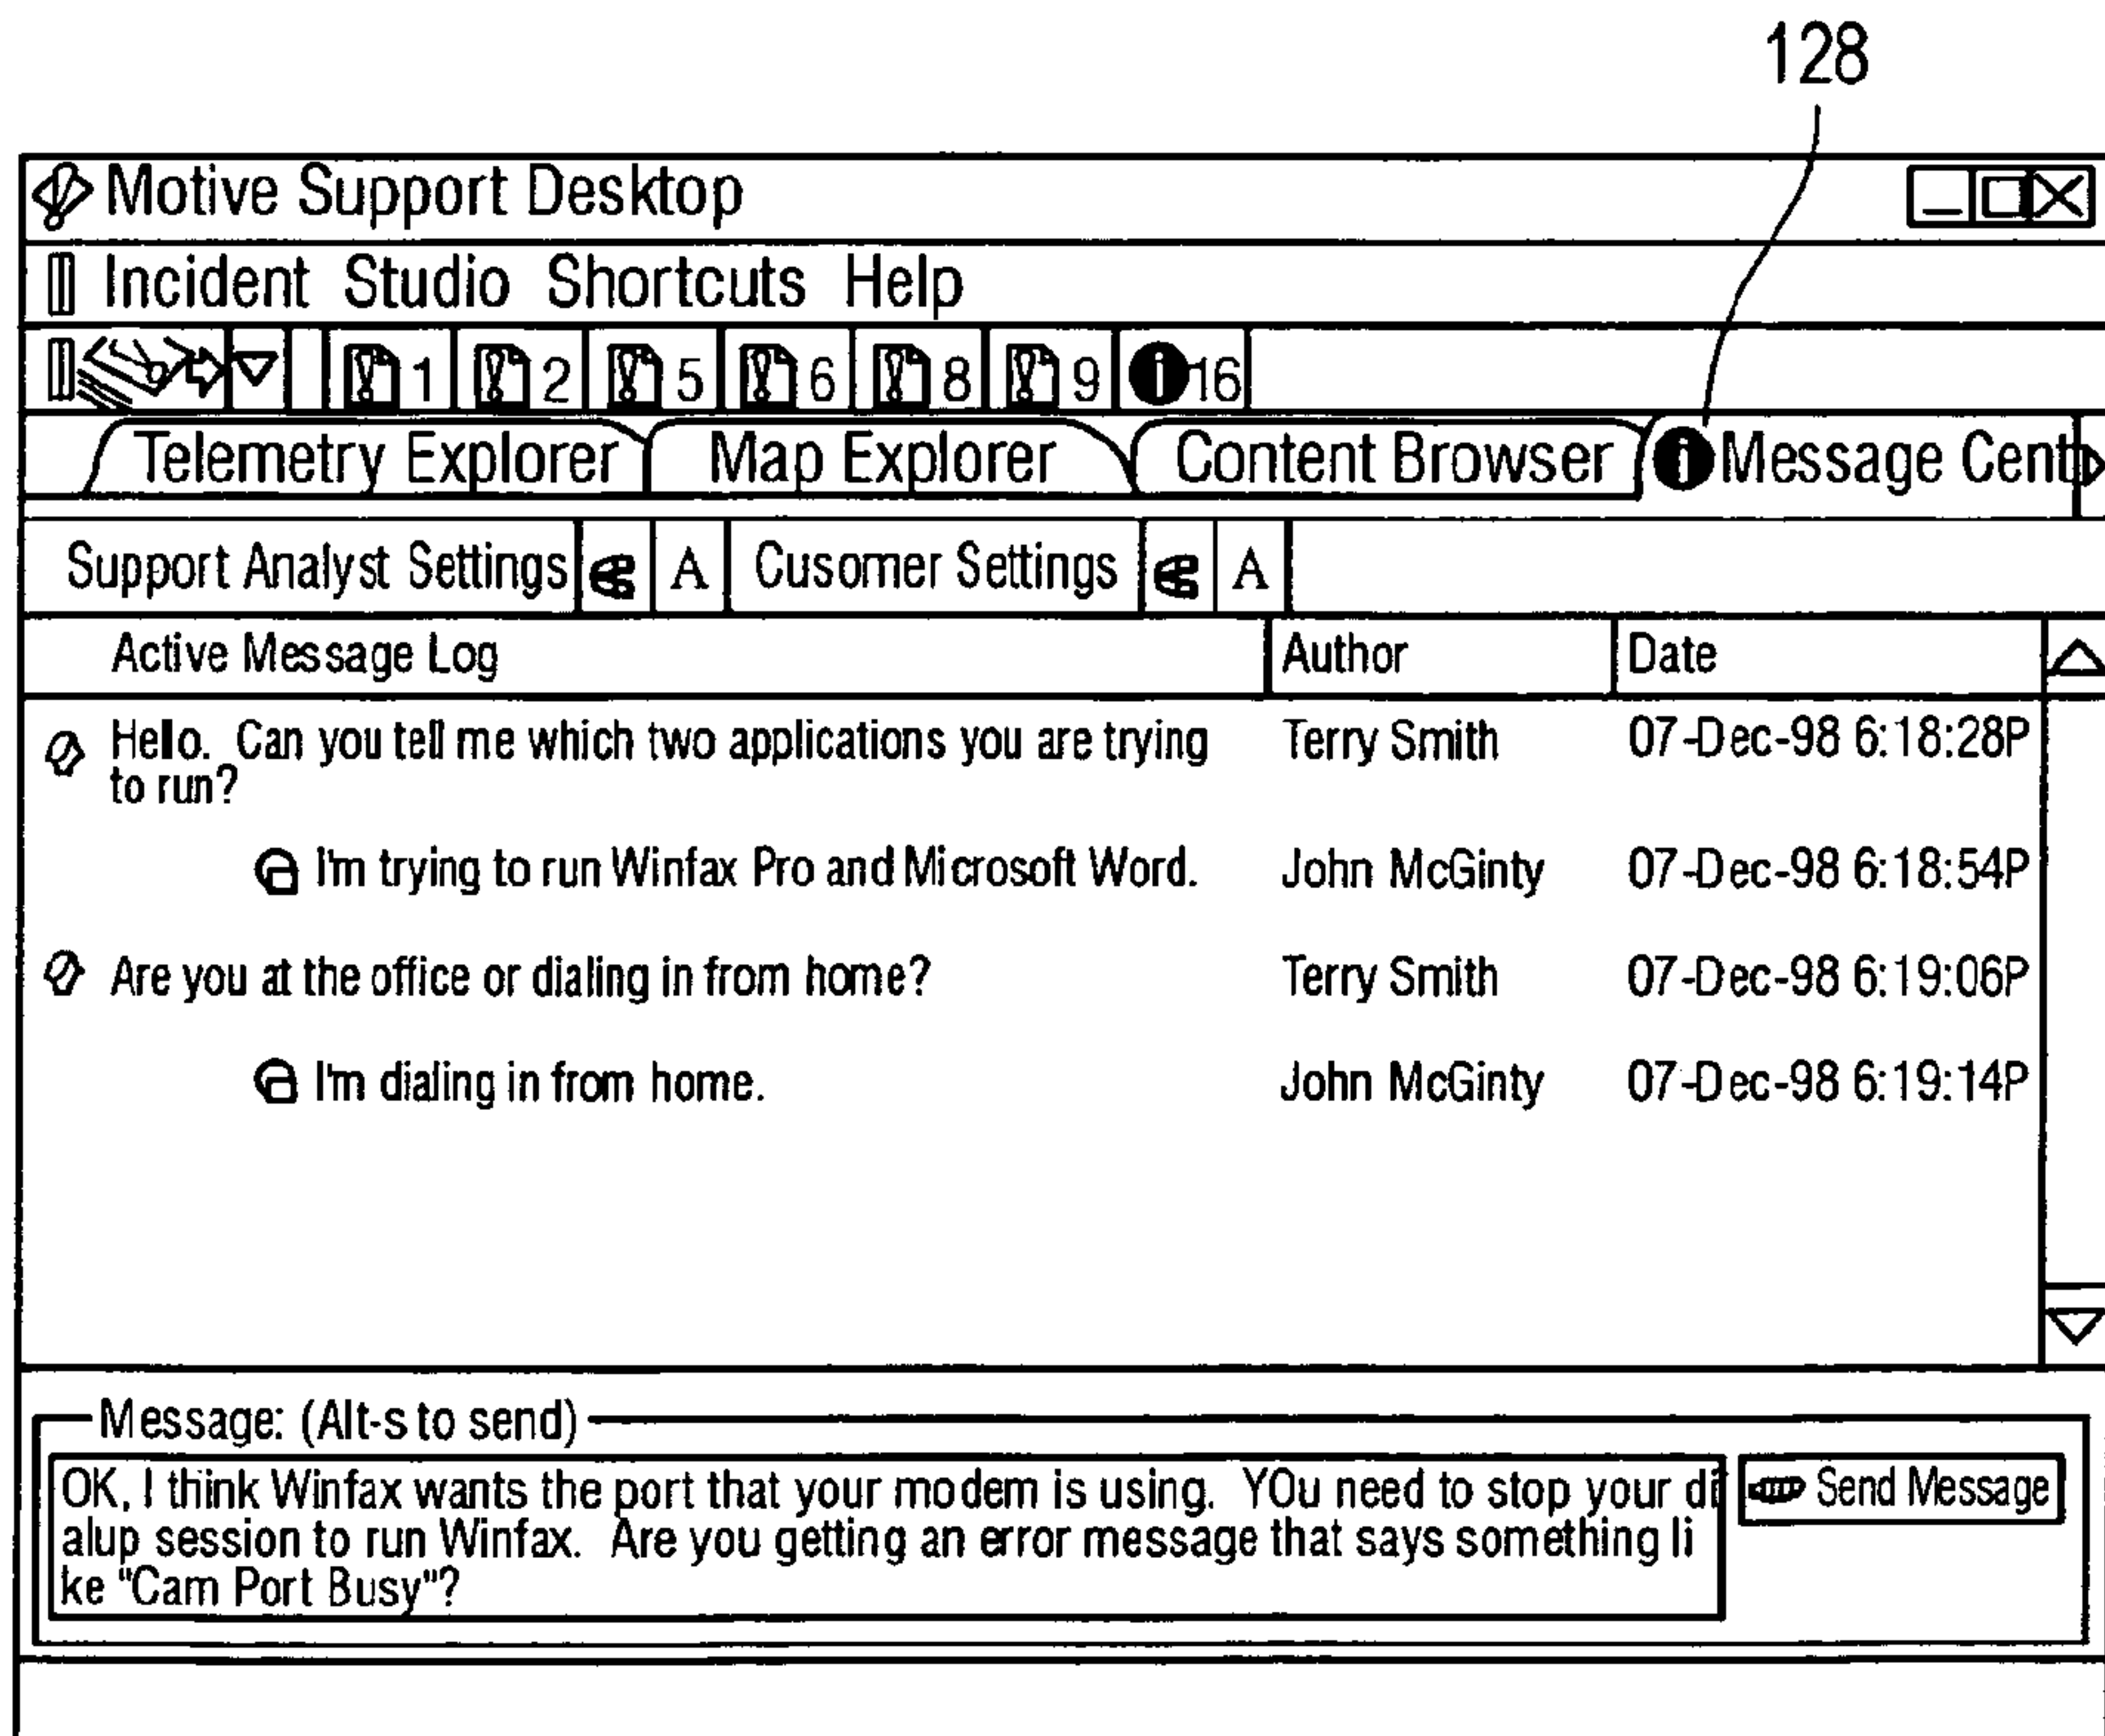 128
Motive Support Desktop
Incident Studio Shortcuts Help
1 2 5 6 8 9 i 16
Telemetry Explorer Map Explorer Content Browser i Message Cent
Support Analyst Settings A Cusomer Settings A
Active Message Log Author Date
Hello. Can you tell me which two applications you are trying Terry Smith 07-Dec-98 6:18:28P
to run?
I'm trying to run Winfax Pro and Microsoft Word. John McGinty 07-Dec-98 6:18:54P
Are you at the office or dialing in from home? Terry Smith 07-Dec-98 6:19:06P
I'm dialing in from home. John McGinty 07-Dec-98 6:19:14P
Message: (Alt-s to send)
OK, I think Winfax wants the port that your modem is using. YOu need to stop your di Send Message
alup session to run Winfax. Are you getting an error message that says something li
ke "Cam Port Busy"?